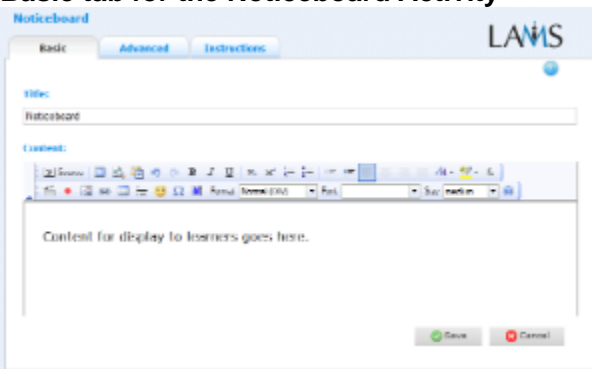 Basic tab for the Noticeboard Activity
Noticeboard
LAMS
Basic Advanced Instructions
Title:
Noticeboard
Content:
Source B I U
Format Normal (DIV) Font Size medium
Content for display to learners goes here.
Save Cancel